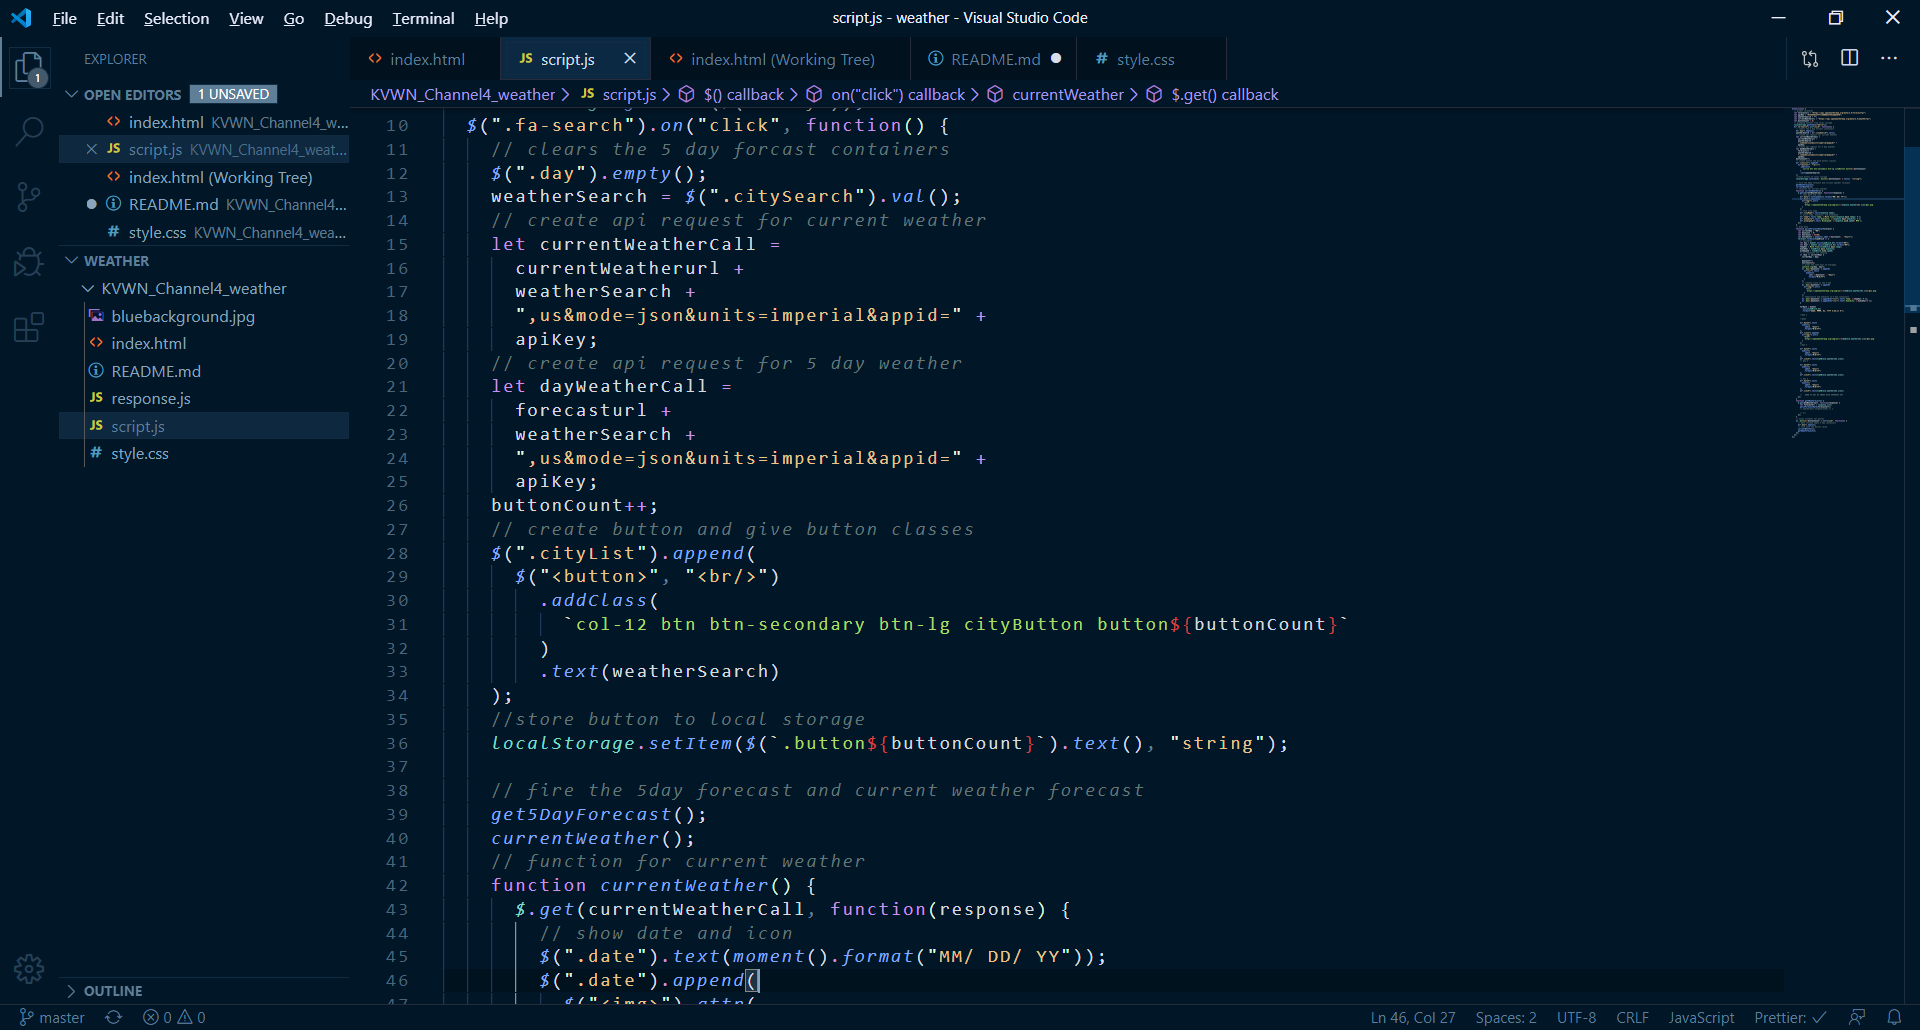 File Edit Selection View Go Debug Terminal Help
script.js - weather - Visual Studio Code
EXPLORER
index.html
JS script.js
index.html (Working Tree)
README.md
# style.css
1
OPEN EDITORS 1 UNSAVED
index.html KVWN_Channel4_w...
JS script.js KVWN_Channel4_weat...
index.html (Working Tree)
README.md KVWN_Channel4...
# style.css KVWN_Channel4_wea...
WEATHER
KVWN_Channel4_weather
bluebackground.jpg
index.html
README.md
JS response.js
JS script.js
# style.css
OUTLINE
KVWN_Channel4_weather > JS script.js > $() callback > on("click") callback > currentWeather > $.get() callback
10 $(".fa-search").on("click", function() {
11 // clears the 5 day forcast containers
12 $(".day").empty();
13 weatherSearch = $(".citySearch").val();
14 // create api request for current weather
15 let currentWeatherCall =
16 currentWeatherurl +
17 weatherSearch +
18 ",us&mode=json&units=imperial&appid=" +
19 apiKey;
20 // create api request for 5 day weather
21 let dayWeatherCall =
22 forecasturl +
23 weatherSearch +
24 ",us&mode=json&units=imperial&appid=" +
25 apiKey;
26 buttonCount++;
27 // create button and give button classes
28 $(".cityList").append(
29 $("<button>", "<br/>")
30 .addClass(
31 `col-12 btn btn-secondary btn-lg cityButton button${buttonCount}`
32 )
33 .text(weatherSearch)
34 );
35 //store button to local storage
36 localStorage.setItem($(`.button${buttonCount}`).text(), "string");
37
38 // fire the 5day forecast and current weather forecast
39 get5DayForecast();
40 currentWeather();
41 // function for current weather
42 function currentWeather() {
43 $.get(currentWeatherCall, function(response) {
44 // show date and icon
45 $(".date").text(moment().format("MM/ DD/ YY"));
46 $(".date").append(
47 $("<img>").attr(
master 0 0
Ln 46, Col 27 Spaces: 2 UTF-8 CRLF JavaScript Prettier: ✓